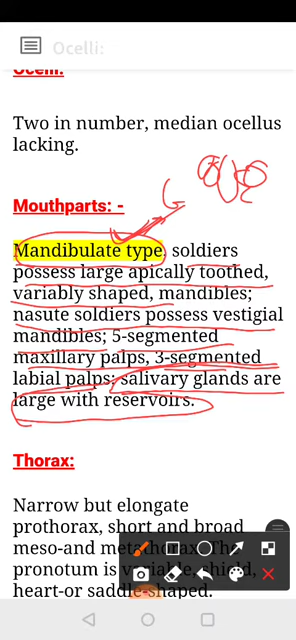 Ocelli:
Ocelli:
Two in number, median ocellus
lacking.
Mouthparts: -
Mandibulate type, soldiers
possess large apically toothed,
variably shaped, mandibles;
nasute soldiers possess vestigial
mandibles; 5-segmented
maxillary palps, 3-segmented
labial palps; salivary glands are
large with reservoirs.
Thorax:
Narrow but elongate
prothorax, short and broad
meso-and metathorax. The
pronotum is variable, shield,
heart-or saddle-shaped.